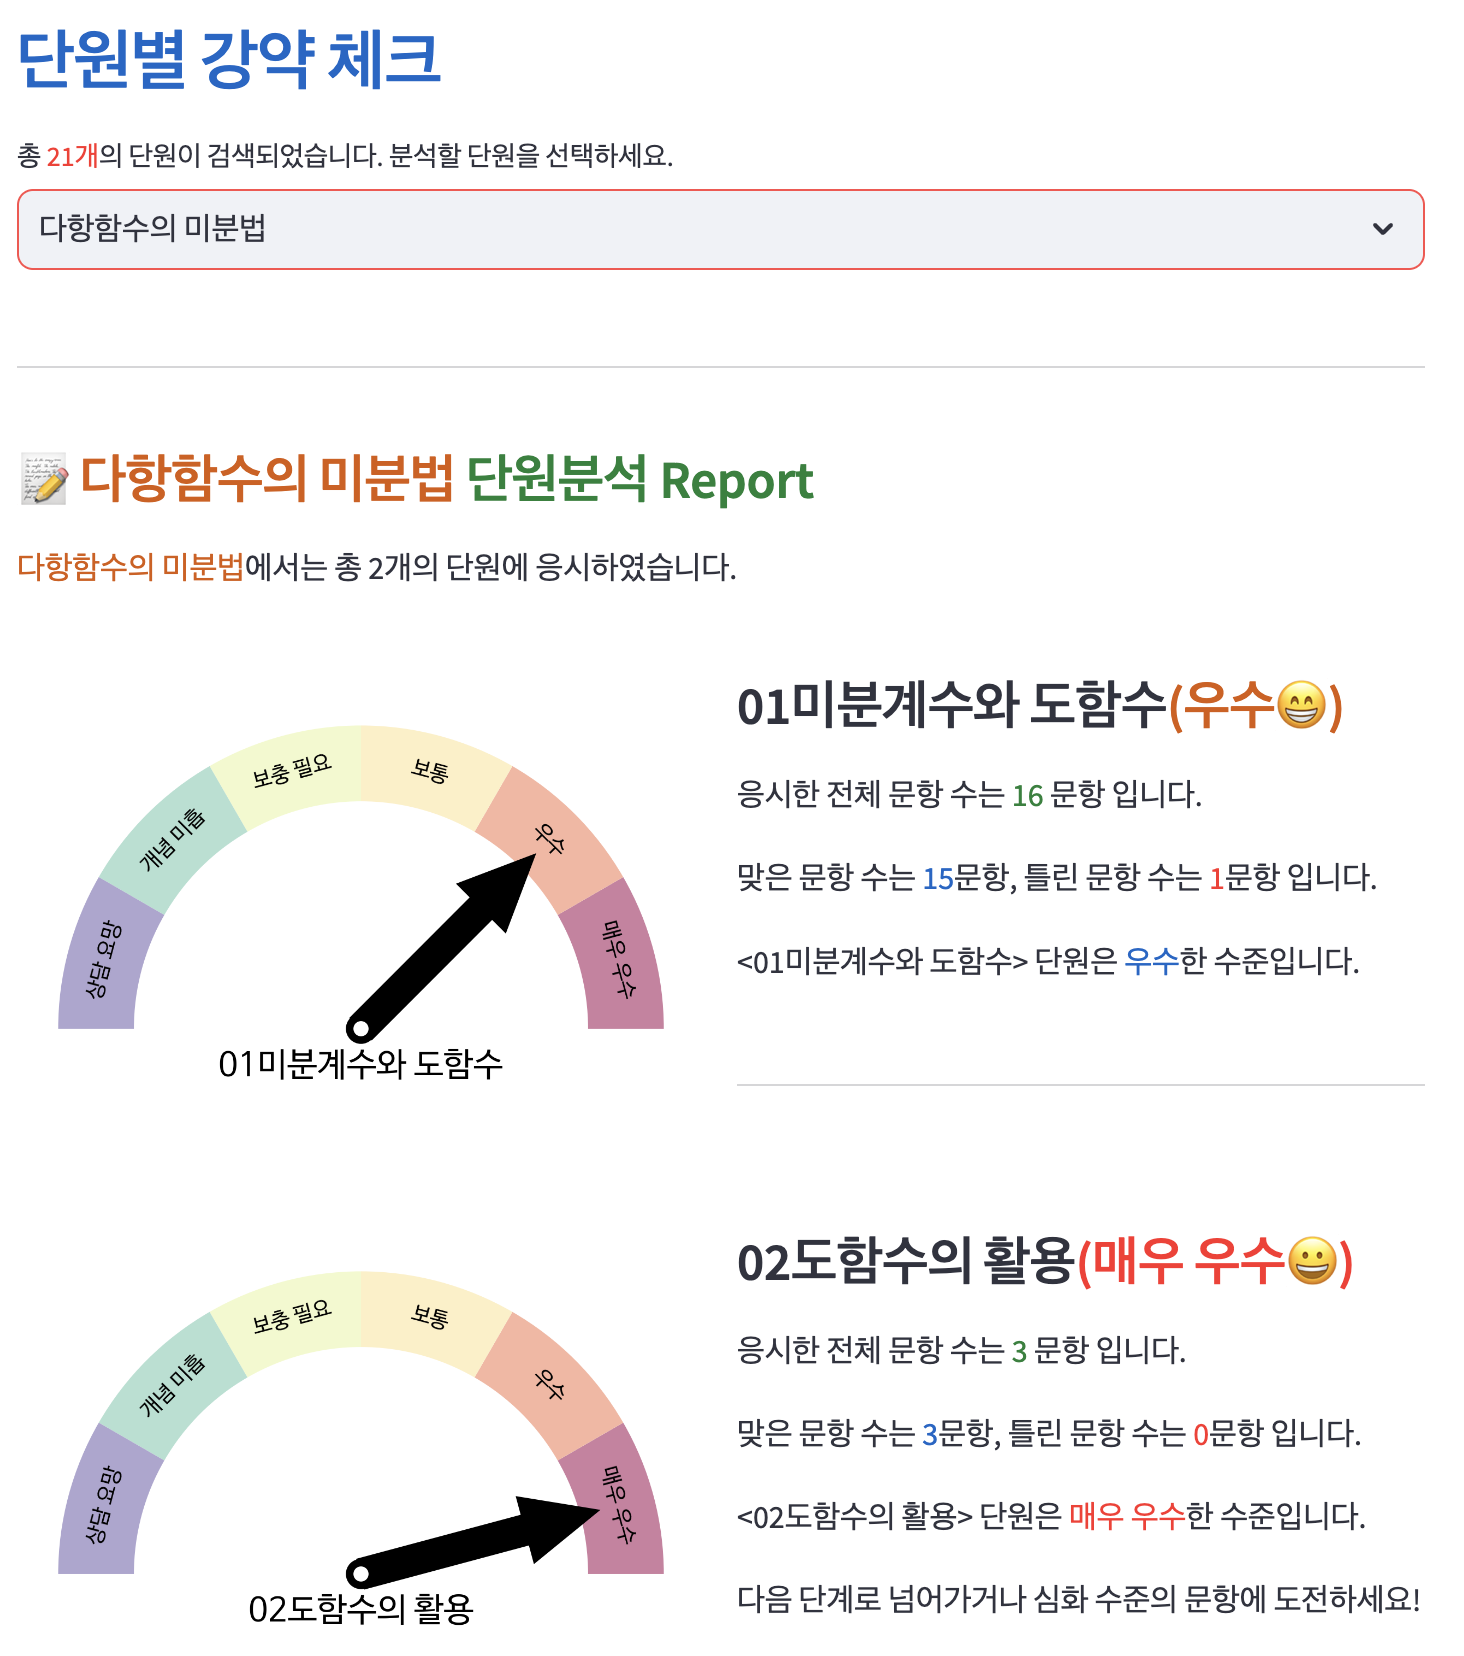 단원별 강약 체크
총 21개의 단원이 검색되었습니다. 분석할 단원을 선택하세요.
다항함수의 미분법
다항함수의 미분법 단원분석 Report
다항함수의 미분법에서는 총 2개의 단원에 응시하였습니다.
상담 요망
개념 미흡
보충 필요
보통
우수
매우 우수
01미분계수와 도함수
01미분계수와 도함수(우수😁)
응시한 전체 문항 수는 16 문항 입니다.
맞은 문항 수는 15문항, 틀린 문항 수는 1문항 입니다.
<01미분계수와 도함수> 단원은 우수한 수준입니다.
상담 요망
개념 미흡
보충 필요
보통
우수
매우 우수
02도함수의 활용
02도함수의 활용(매우 우수😀)
응시한 전체 문항 수는 3 문항 입니다.
맞은 문항 수는 3문항, 틀린 문항 수는 0문항 입니다.
<02도함수의 활용> 단원은 매우 우수한 수준입니다.
다음 단계로 넘어가거나 심화 수준의 문항에 도전하세요!